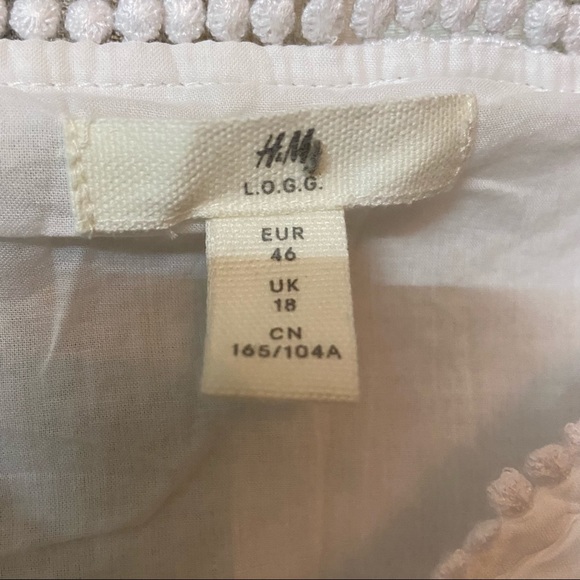 H&M
L.O.G.G.
EUR
46
UK
18
CN
165/104A